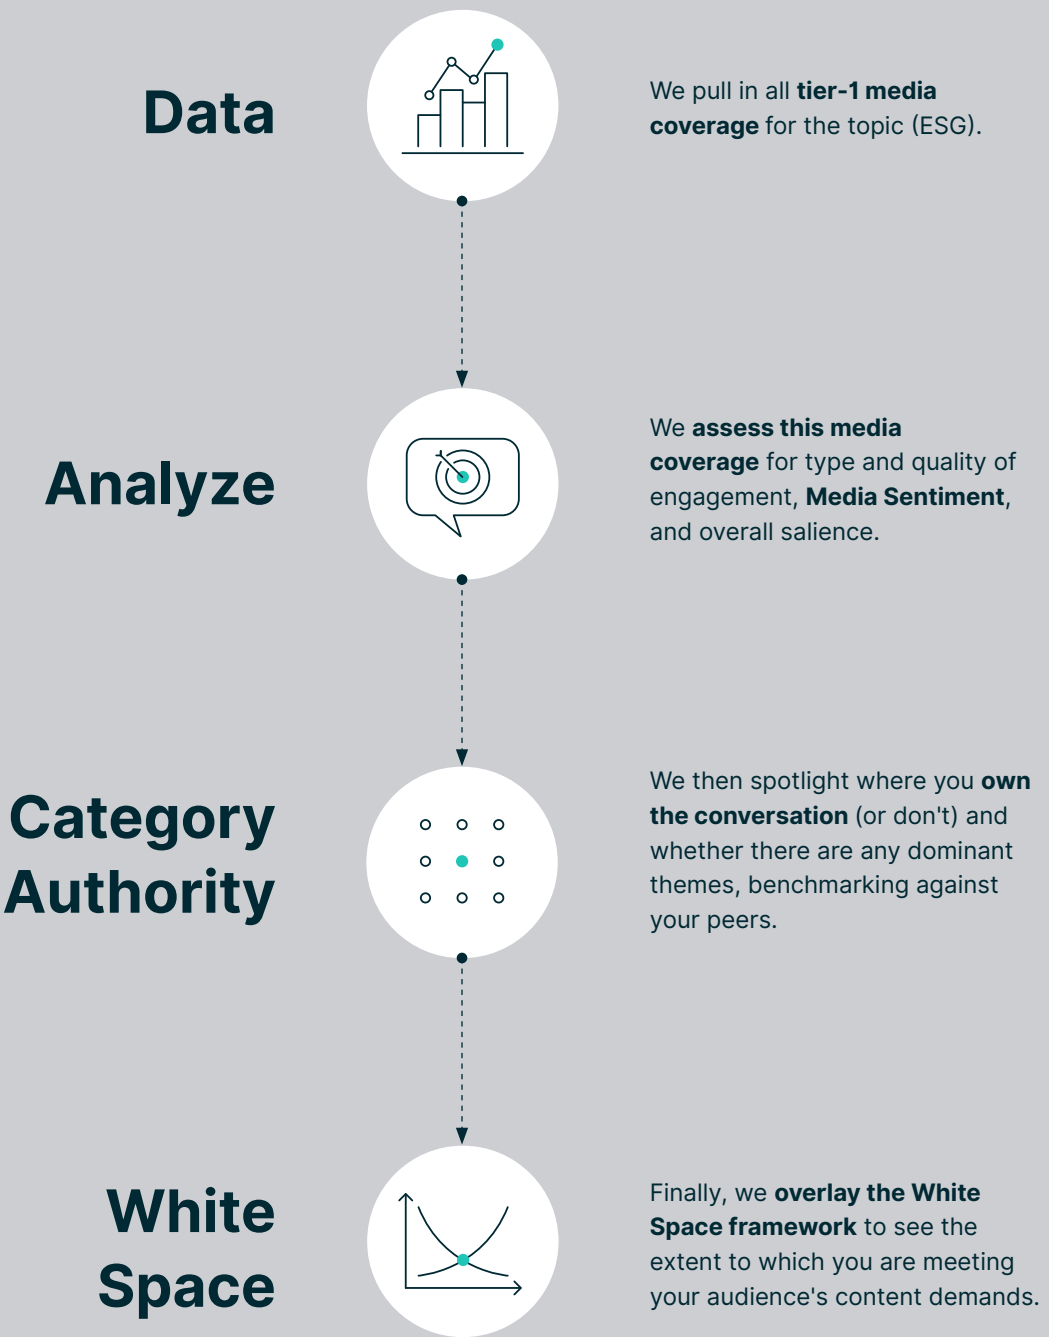 Data
We pull in all tier-1 media
coverage for the topic (ESG).
Analyze
We assess this media
coverage for type and quality of
engagement, Media Sentiment,
and overall salience.
Category
Authority
We then spotlight where you own
the conversation (or don't) and
whether there are any dominant
themes, benchmarking against
your peers.
White
Space
Finally, we overlay the White
Space framework to see the
extent to which you are meeting
your audience's content demands.